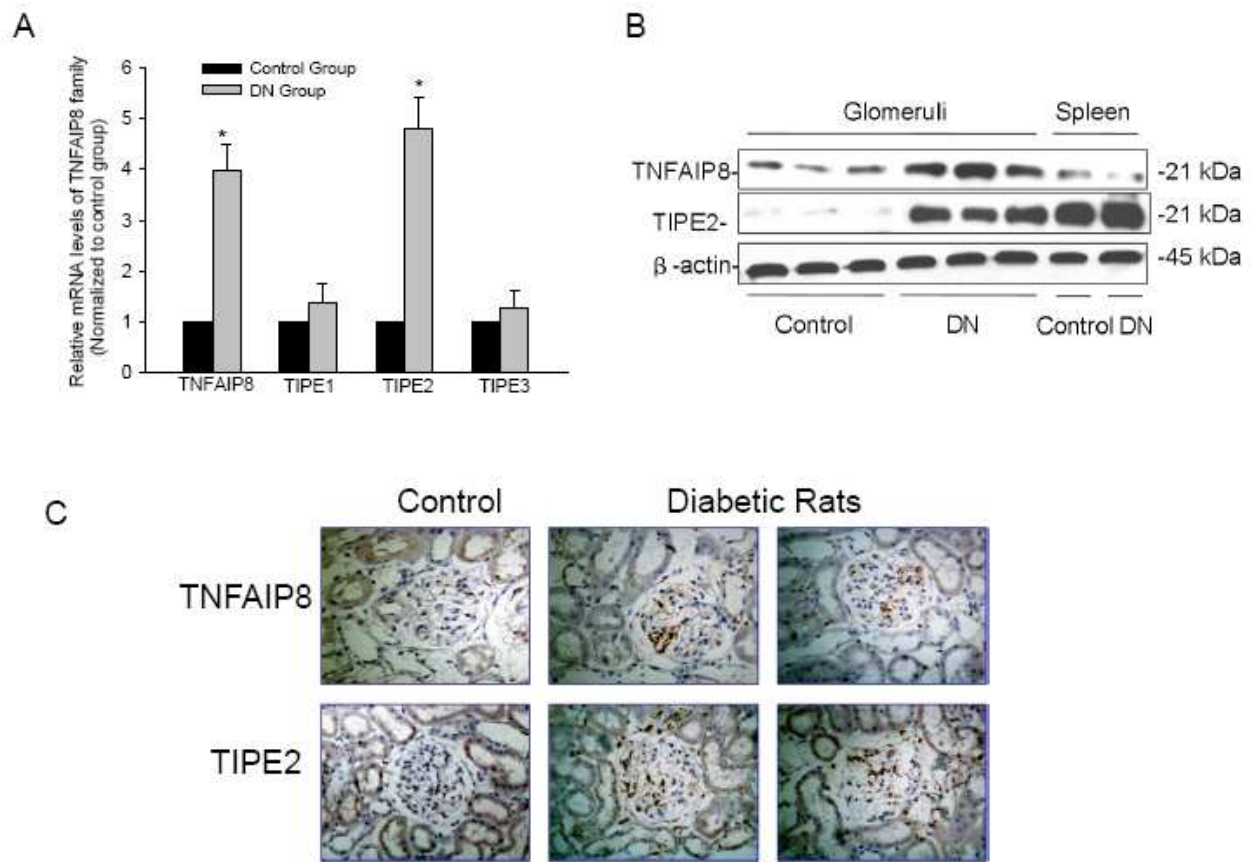 A
Relative mRNA levels of TNFAIP8 family
(Normalized to control group)
6
5
4
3
2
1
0
Control Group
DN Group
*
*
TNFAIP8
TIPE1
TIPE2
TIPE3
B
Glomeruli
Spleen
TNFAIP8-
-21 kDa
TIPE2-
-21 kDa
β -actin-
-45 kDa
Control
DN
Control DN
C
Control
Diabetic Rats
TNFAIP8
TIPE2